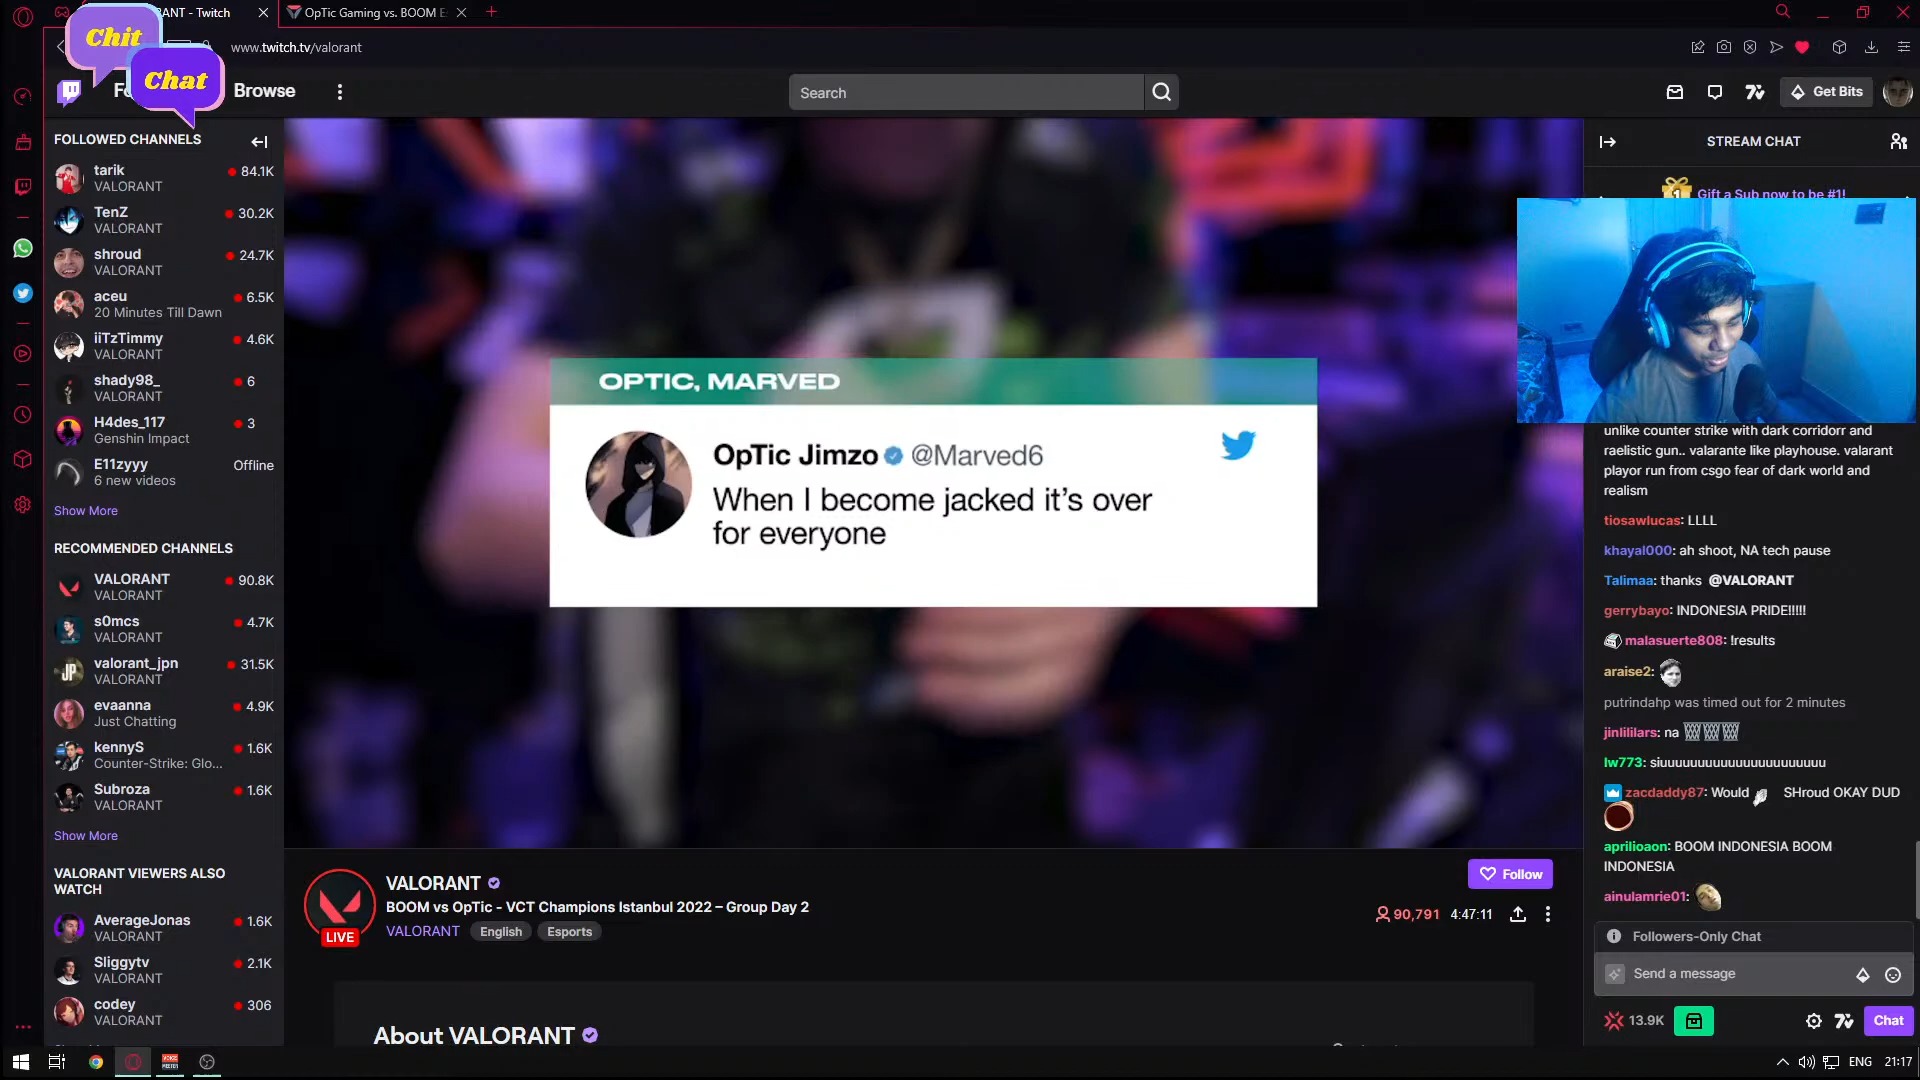 Chit
Chat
ANT - Twitch
OpTic Gaming vs. BOOM E
www.twitch.tv/valorant
Fo
Browse
Search
Get Bits
FOLLOWED CHANNELS
tarik
84.1K
VALORANT
TenZ
30.2K
VALORANT
shroud
24.7K
VALORANT
aceu
6.5K
20 Minutes Till Dawn
iiTzTimmy
4.6K
VALORANT
shady98_
6
VALORANT
H4des_117
3
Genshin Impact
E11zyyy
Offline
6 new videos
Show More
RECOMMENDED CHANNELS
VALORANT
90.8K
VALORANT
s0mcs
4.7K
VALORANT
valorant_jpn
31.5K
VALORANT
evaanna
4.9K
Just Chatting
kennyS
1.6K
Counter-Strike: Glo...
Subroza
1.6K
VALORANT
Show More
VALORANT VIEWERS ALSO
WATCH
AverageJonas
1.6K
VALORANT
Sliggytv
2.1K
VALORANT
codey
306
VALORANT
OPTIC, MARVED
OpTic Jimzo @Marved6
When I become jacked it's over
for everyone
LIVE
VALORANT
BOOM vs OpTic - VCT Champions Istanbul 2022 – Group Day 2
VALORANT English Esports
Follow
90,791 4:47:11
About VALORANT
STREAM CHAT
Gift a Sub now to be #1!
unlike counter strike with dark corridorr and
raelistic gun.. valarante like playhouse. valarant
playor run from csgo fear of dark world and
realism
tiosawlucas: LLLL
khayal000: ah shoot, NA tech pause
Talimaa: thanks @VALORANT
gerrybayo: INDONESIA PRIDE!!!!!
malasuerte808: !results
araise2:
putrindahp was timed out for 2 minutes
jinlililars: na
lw773: siuuuuuuuuuuuuuuuuuuuuuuu
zacdaddy87: Would SHroud OKAY DUD
aprilioaon: BOOM INDONESIA BOOM
INDONESIA
ainulamrie01:
Followers-Only Chat
Send a message
13.9K
Chat
ENG
21:17